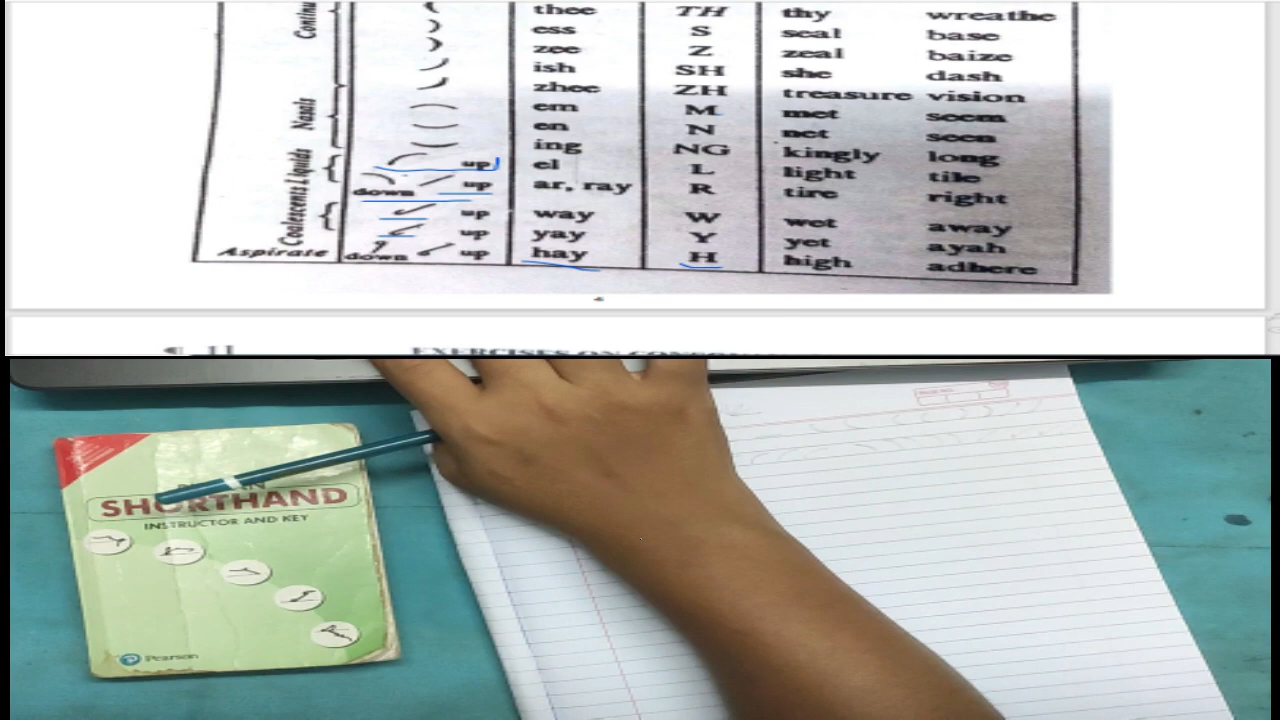 Continu
thee TH thy wreathe
ess S seal base
zee Z zeal baize
ish SH she dash
zhee ZH treasure vision
Nasals
em M met seem
en N net seen
ing NG kingly long
Liquids
up el L light tile
down up ar, ray R tire right
Coalescents
up way W wet away
up yay Y yet ayah
Aspirate down up hay H high adhere
¶ 11 EXERCISES ON
SHORTHAND
INSTRUCTOR AND KEY
Pearson